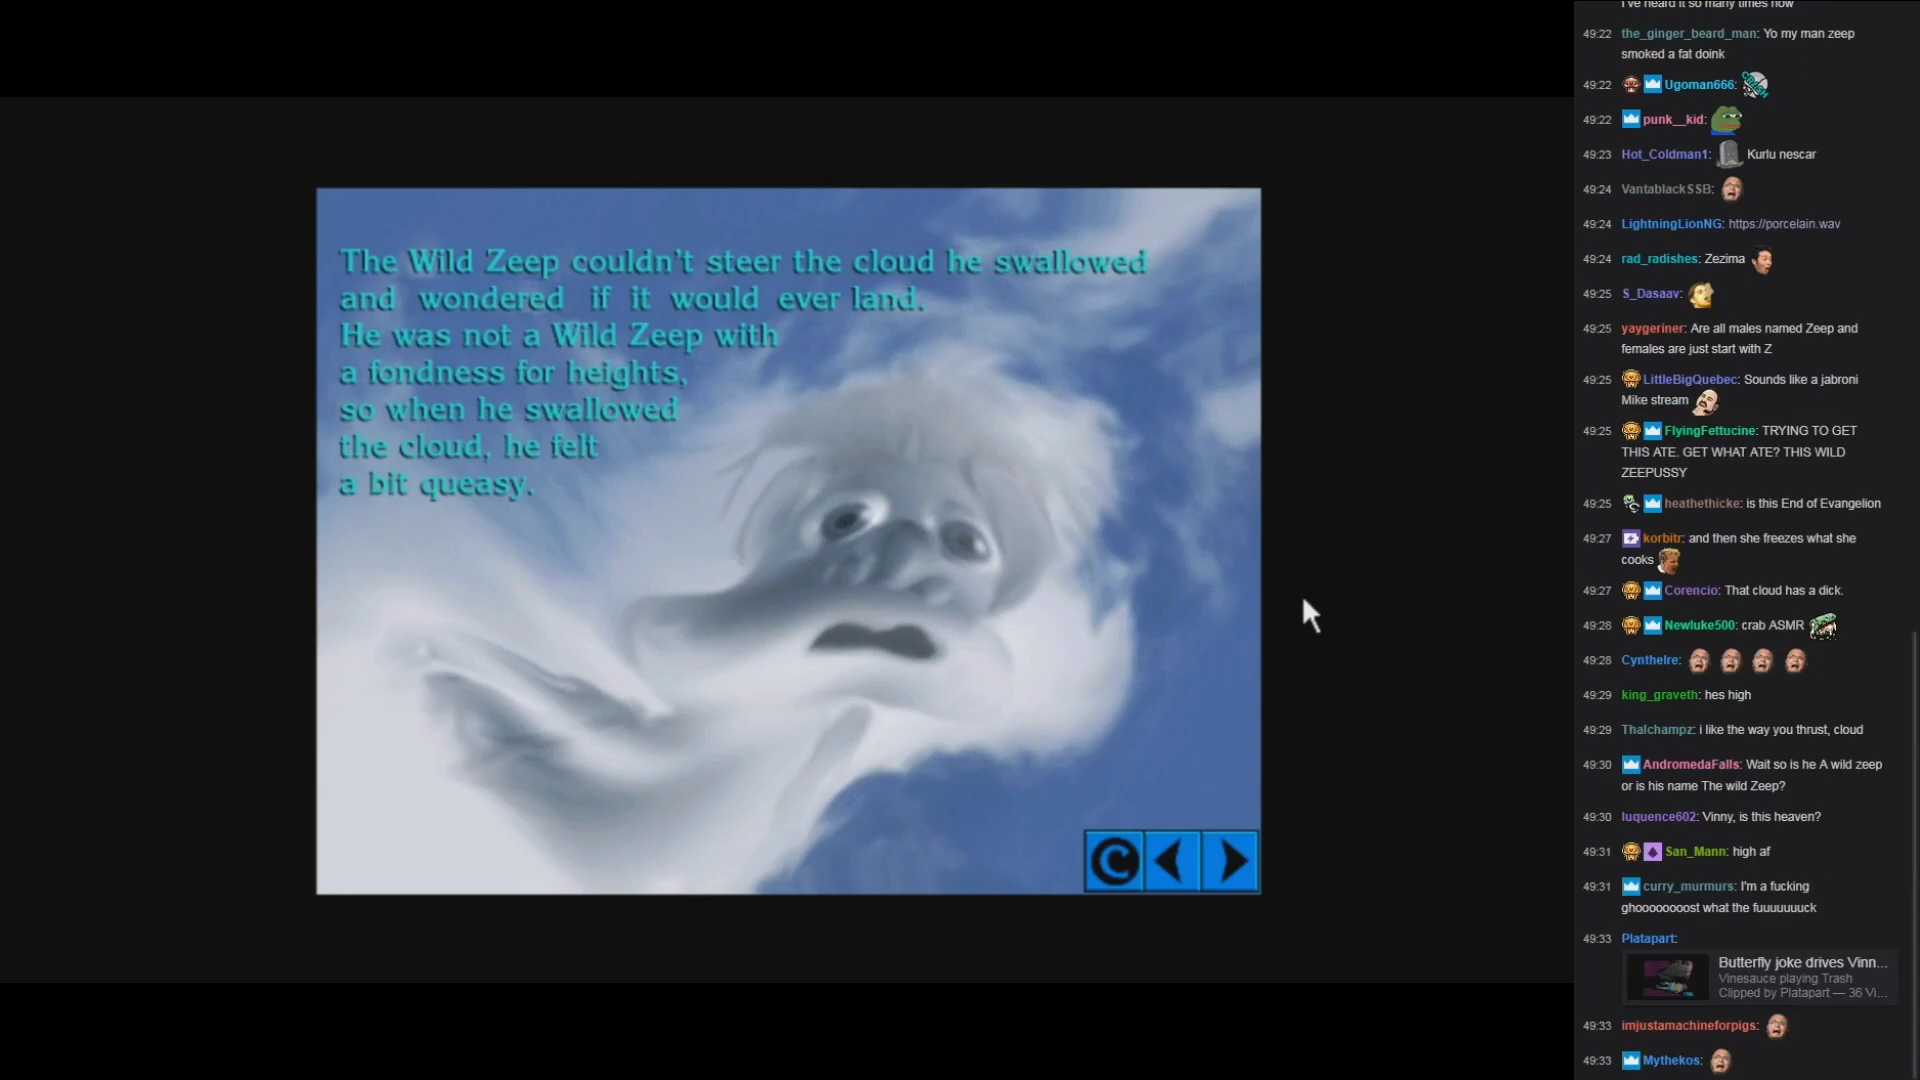 The Wild Zeep couldn't steer the cloud he swallowed
and wondered if it would ever land.
He was not a Wild Zeep with
a fondness for heights,
so when he swallowed
the cloud, he felt
a bit queasy.
I've heard it so many times now
49:22 the_ginger_beard_man: Yo my man zeep
smoked a fat doink
49:22 Ugoman666:
49:22 punk__kid:
49:23 Hot_Coldman1: Kurlu nescar
49:24 VantablackSSB:
49:24 LightningLionNG: https://porcelain.wav
49:24 rad_radishes: Zezima
49:25 S_Dasaav:
49:25 yaygeriner: Are all males named Zeep and
females are just start with Z
49:25 LittleBigQuebec: Sounds like a jabroni
Mike stream
49:25 FlyingFettucine: TRYING TO GET
THIS ATE. GET WHAT ATE? THIS WILD
ZEEPUSSY
49:25 heathethicke: is this End of Evangelion
49:27 korbitr: and then she freezes what she
cooks
49:27 Corencio: That cloud has a dick.
49:28 Newluke500: crab ASMR
49:28 Cynthelre:
49:29 king_graveth: hes high
49:29 Thalchampz: i like the way you thrust, cloud
49:30 AndromedaFalls: Wait so is he A wild zeep
or is his name The wild Zeep?
49:30 luquence602: Vinny, is this heaven?
49:31 San_Mann: high af
49:31 curry_murmurs: I'm a fucking
ghoooooooost what the fuuuuuuuck
49:33 Platapart:
Butterfly joke drives Vinn...
Vinesauce playing Trash
Clipped by Platapart — 36 Vi...
49:33 imjustamachineforpigs:
49:33 Mythekos: